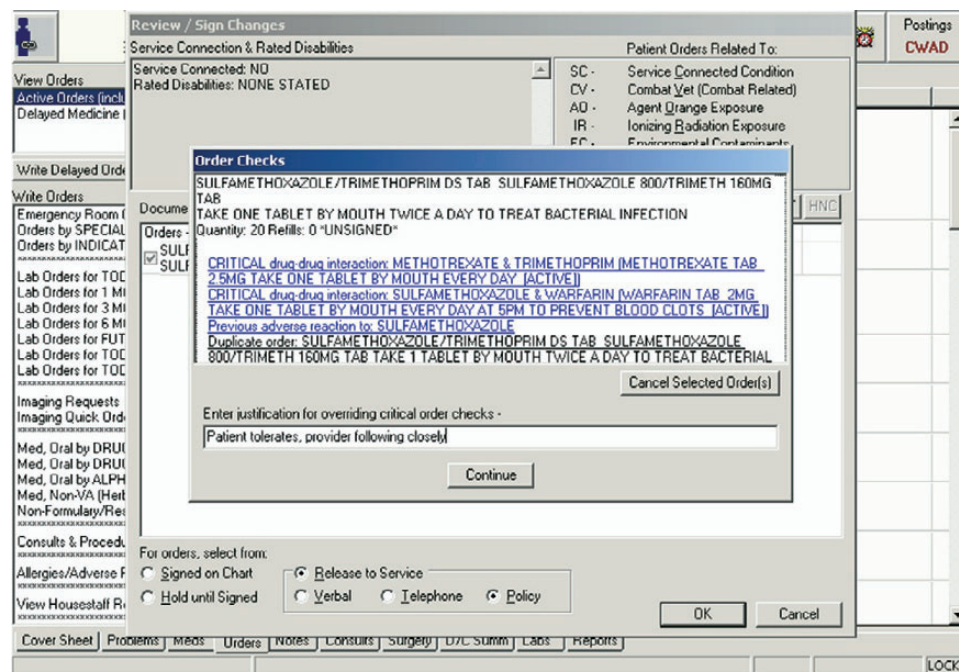 Review / Sign Changes
Service Connection & Rated Disabilities
Patient Orders Related To:
Service Connected: NO
Rated Disabilities: NONE STATED
SC - Service Connected Condition
CV - Combat Vet (Combat Related)
AO - Agent Orange Exposure
IR - Ionizing Radiation Exposure
EC - Environmental Contaminants
Postings
CWAD
View Orders
Active Orders (inclu
Delayed Medicine
Write Delayed Orde
Write Orders
Emergency Room
Orders by SPECIAL
Orders by INDICAT
Lab Orders for TOD
Lab Orders for 1 M
Lab Orders for 3 M
Lab Orders for 6 M
Lab Orders for FUT
Lab Orders for TOD
Lab Orders for TOD
Imaging Requests
Imaging Quick Orde
Med, Oral by DRU
Med, Oral by DRU
Med, Oral by ALPH
Med, Non-VA (Herb
Non-Formulary/Res
Consults & Procedu
Allergies/Adverse F
View Housestaff R
Docume
HNC
Orders -
SULF
SULF
Order Checks
SULFAMETHOXAZOLE/TRIMETHOPRIM DS TAB SULFAMETHOXAZOLE 800/TRIMETH 160MG
TAB
TAKE ONE TABLET BY MOUTH TWICE A DAY TO TREAT BACTERIAL INFECTION
Quantity: 20 Refills: 0 *UNSIGNED*
CRITICAL drug-drug interaction: METHOTREXATE & TRIMETHOPRIM (METHOTREXATE TAB
2.5MG TAKE ONE TABLET BY MOUTH EVERY DAY [ACTIVE])
CRITICAL drug-drug interaction: SULFAMETHOXAZOLE & WARFARIN (WARFARIN TAB 2MG
TAKE ONE TABLET BY MOUTH EVERY DAY AT 5PM TO PREVENT BLOOD CLOTS [ACTIVE])
Previous adverse reaction to: SULFAMETHOXAZOLE
Duplicate order: SULFAMETHOXAZOLE/TRIMETHOPRIM DS TAB SULFAMETHOXAZOLE
800/TRIMETH 160MG TAB TAKE 1 TABLET BY MOUTH TWICE A DAY TO TREAT BACTERIAL
Cancel Selected Order(s)
Enter justification for overriding critical order checks -
Patient tolerates, provider following closely
Continue
For orders, select from:
Signed on Chart
Release to Service
Hold until Signed
Verbal
Telephone
Policy
OK
Cancel
Cover Sheet
Problems
Meds
Orders
Notes
Consults
Surgery
D/C Summ
Labs
Reports
LOCK